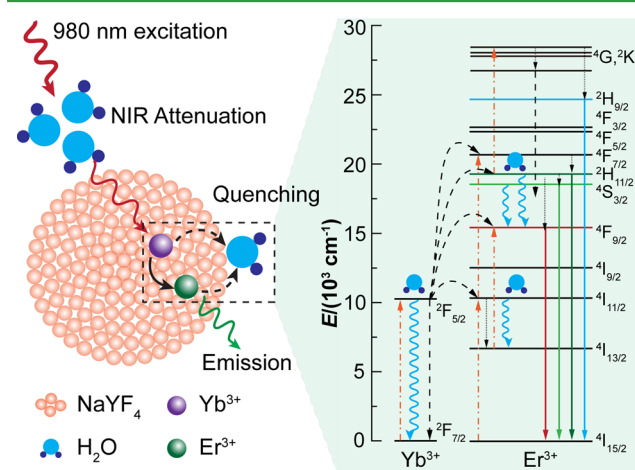 980 nm excitation
NIR Attenuation
Quenching
Emission
NaYF₄
Yb³⁺
H₂O
Er³⁺
E/(10³ cm⁻¹)
30
25
20
15
10
5
0
²F₅/₂
²F₇/₂
Yb³⁺
Er³⁺
⁴G,²K
²H₉/₂
⁴F₃/₂
⁴F₅/₂
⁴F₇/₂
²H₁₁/₂
⁴S₃/₂
⁴F₉/₂
⁴I₉/₂
⁴I₁₁/₂
⁴I₁₃/₂
⁴I₁₅/₂